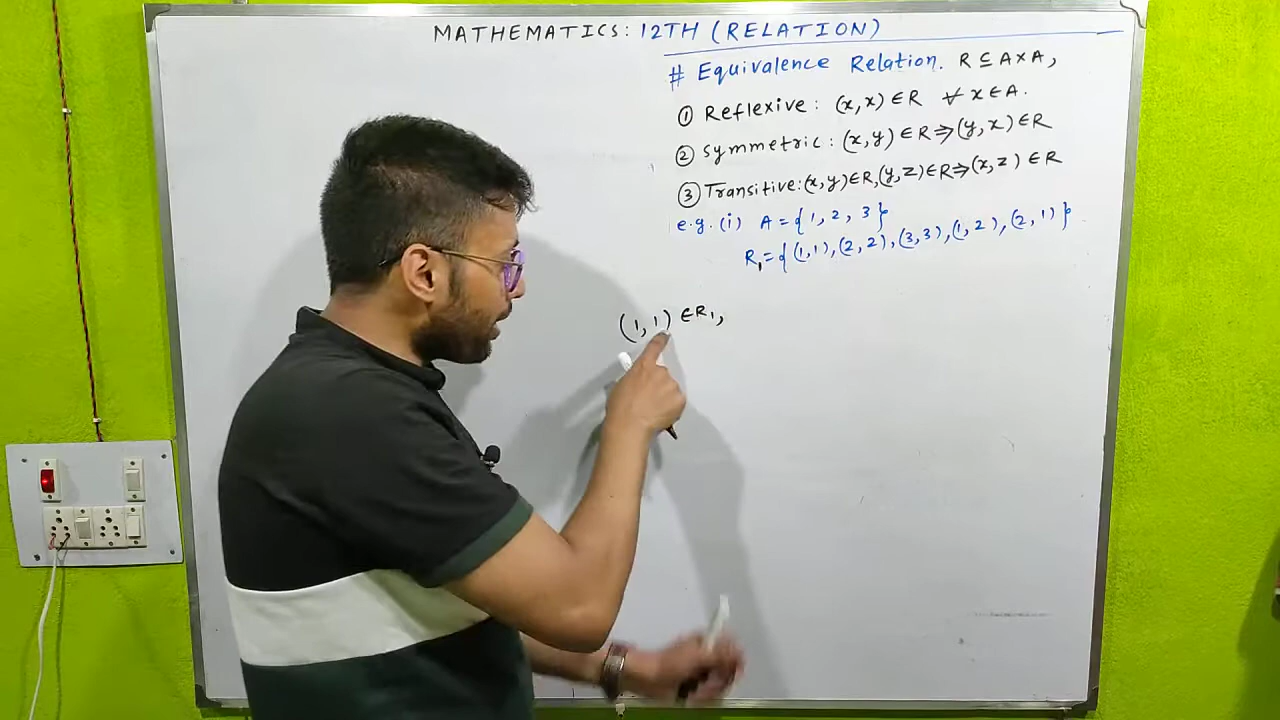 MATHEMATICS: 12TH (RELATION)
# Equivalence Relation. R ⊆ A×A,
① Reflexive: (x,x) ∈ R ∀ x ∈ A.
② Symmetric: (x,y) ∈ R ⇒ (y,x) ∈ R
③ Transitive: (x,y) ∈ R, (y,z) ∈ R ⇒ (x,z) ∈ R
e.g. (i) A = {1, 2, 3}
R₁ = {(1,1), (2,2), (3,3), (1,2), (2,1)}
(1,1) ∈ R₁,